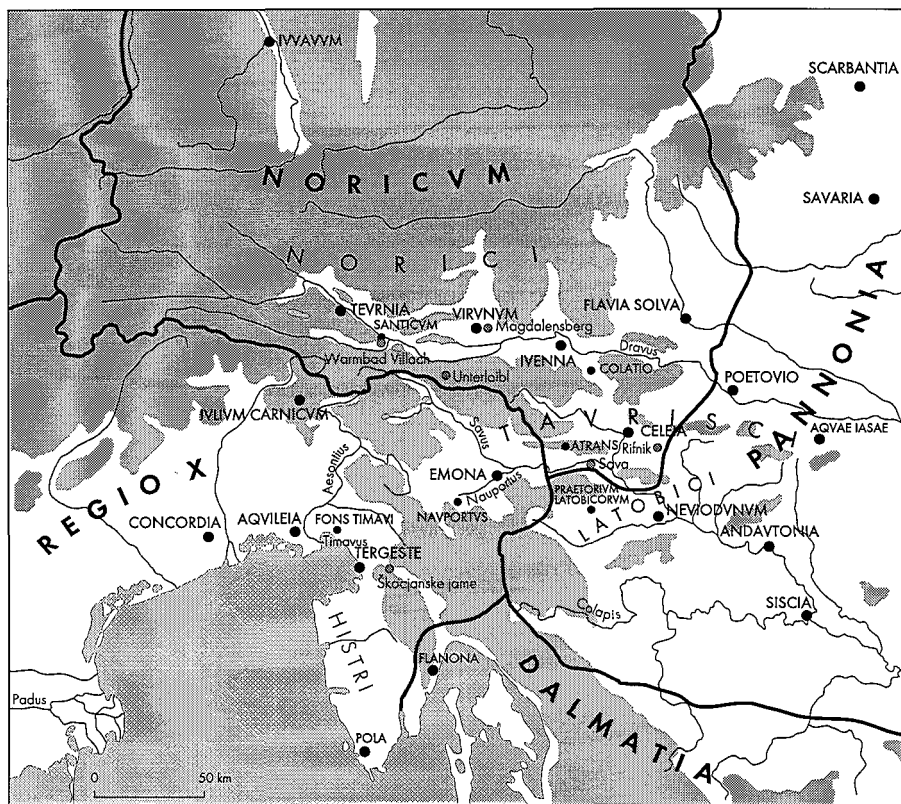 IVVAVVM
SCARBANTIA
NORICVM
SAVARIA
NORICI
TEVRNIA
SANTICVM
VIRVNVM
Magdalensberg
FLAVIA SOLVA
VVarmbad Villach
IVENNA
Dravus
COLATIO
Unterloibl
POETOVIO
PANNONIA
IVLIVM CARNICVM
Savus
TAVRISCI
CELEIA
AQVAE IASAE
ATRANS
Rifnik
Sava
REGIO X
Aesontius
EMONA
Nauportus
NAVPORTVS
PRAETORIVM
LATOBICORVM
LATOBICI
NEVIODVNVM
CONCORDIA
AQVILEIA
FONS TIMAVI
Timavus
ANDAVTONIA
TERGESTE
Škocjanske jame
Colapis
SISCIA
HISTRI
FLANONA
DALMATIA
Padus
POLA
0 50 km